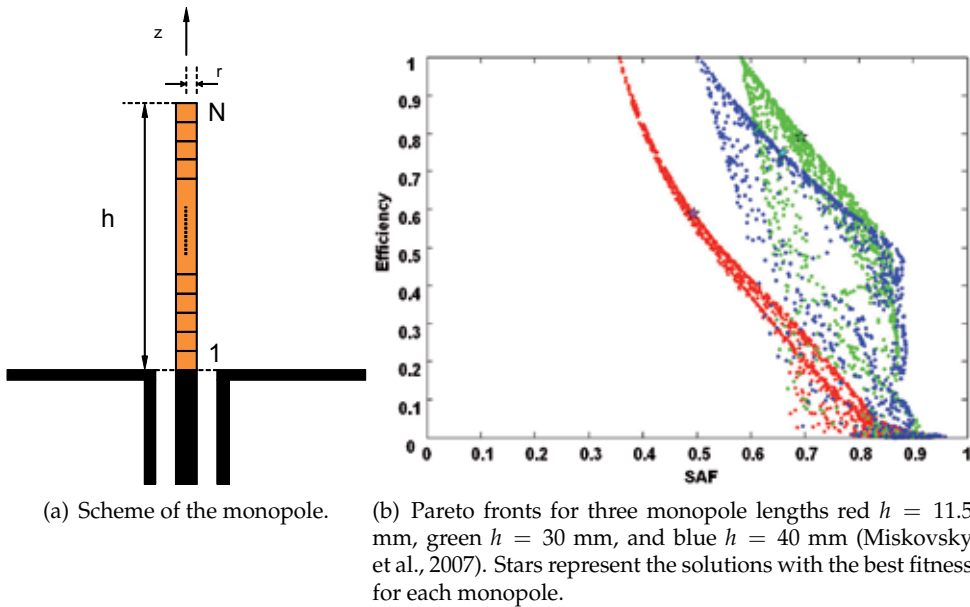 z
r
N
h
1
(a) Scheme of the monopole.
1
0.9
0.8
0.7
0.6
0.5
0.4
0.3
0.2
0.1
0
Efficiency
0 0.1 0.2 0.3 0.4 0.5 0.6 0.7 0.8 0.9 1
SAF
(b) Pareto fronts for three monopole lengths red h = 11.5
mm, green h = 30 mm, and blue h = 40 mm (Miskovsky
et al., 2007). Stars represent the solutions with the best fitness
for each monopole.